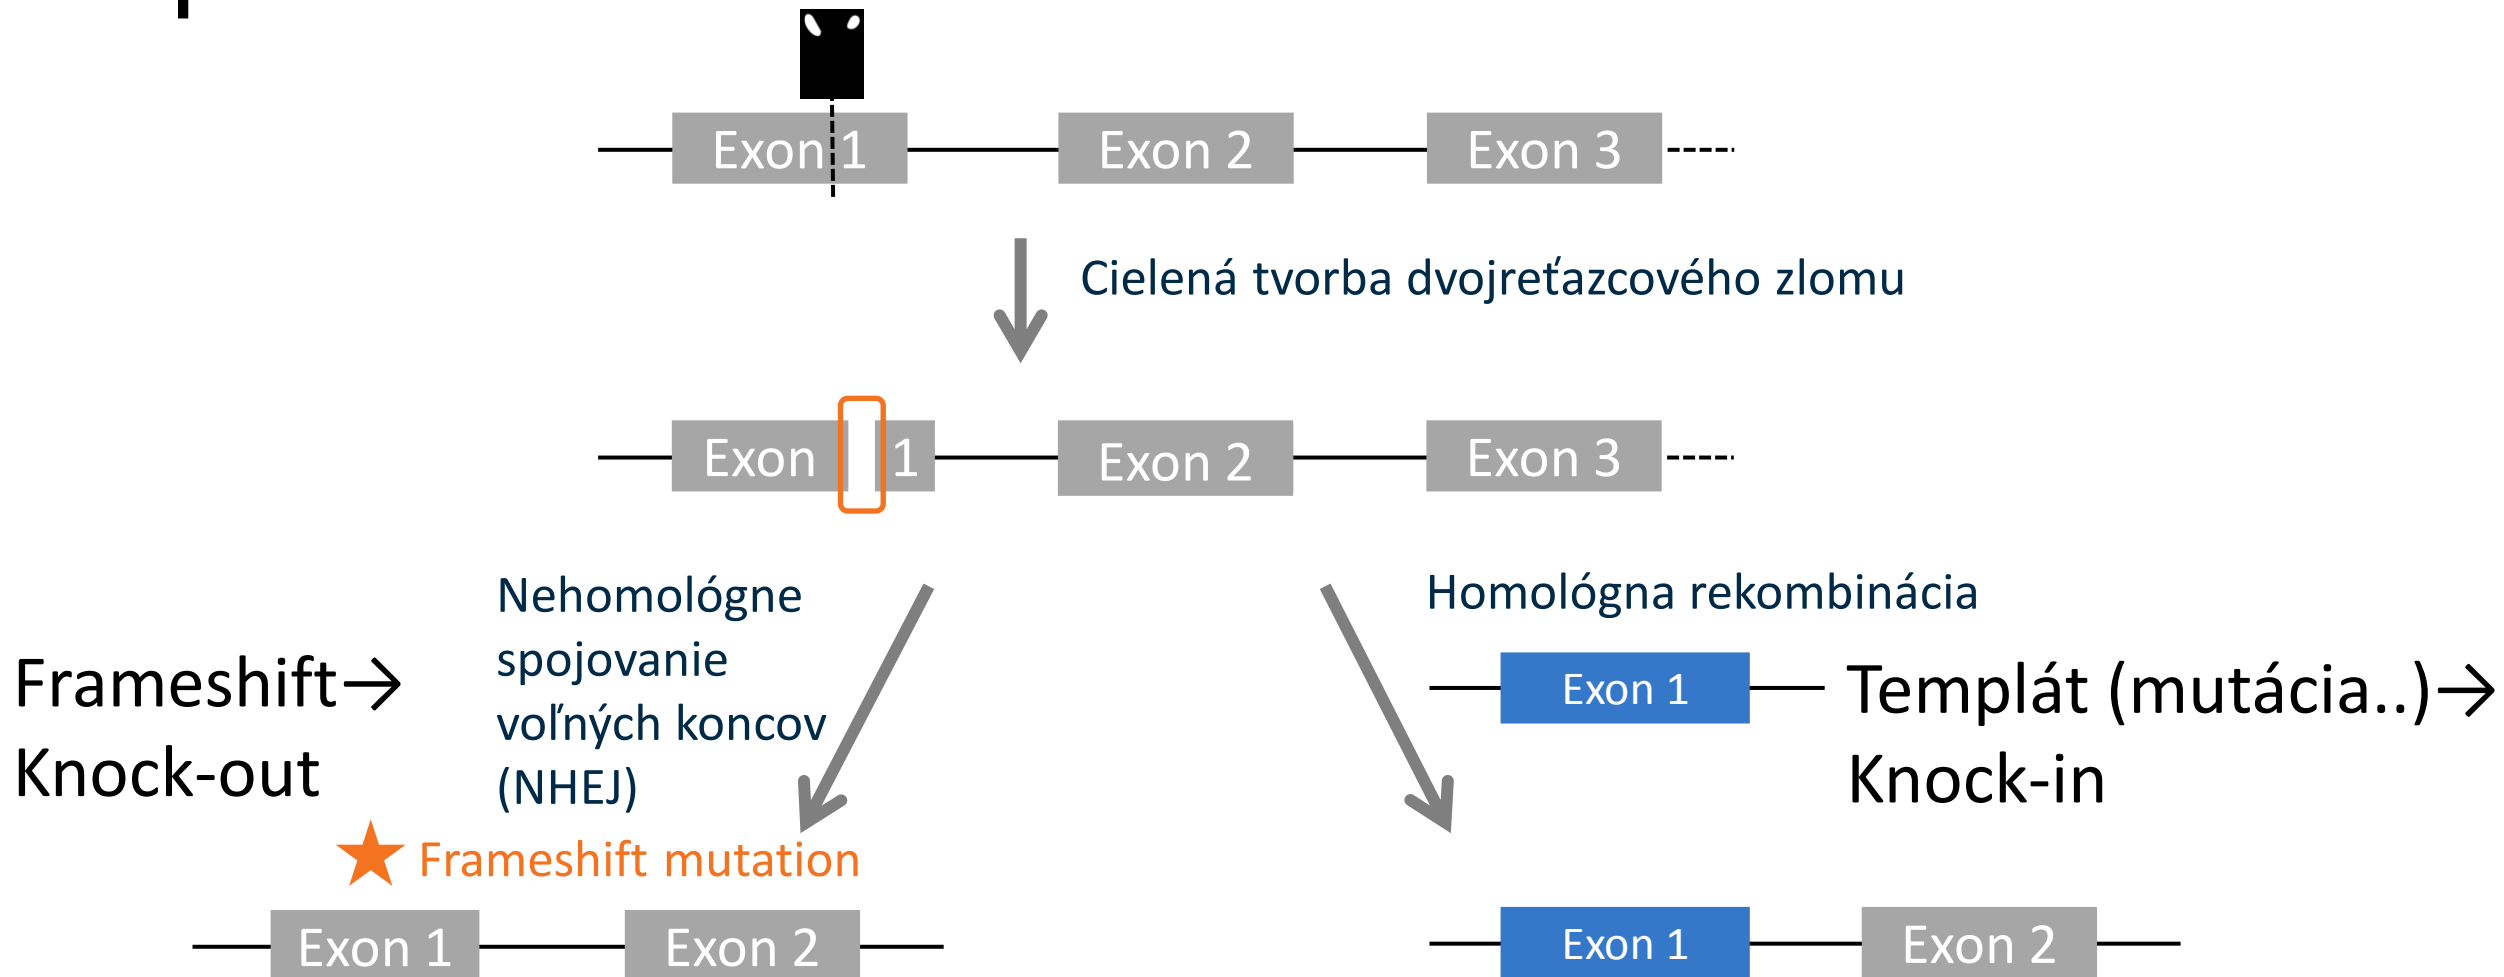 Exon 1
Exon 2
Exon 3
Cielená tvorba dvojreťazcového zlomu
Exon 1
Exon 2
Exon 3
Nehomológne
spojovanie
voľných koncov
(NHEJ)
Frameshift→
Knock-out
Homológna rekombinácia
Exon 1
Templát (mutácia..)→
Knock-in
Frameshift mutation
Exon 1
Exon 2
Exon 1
Exon 2